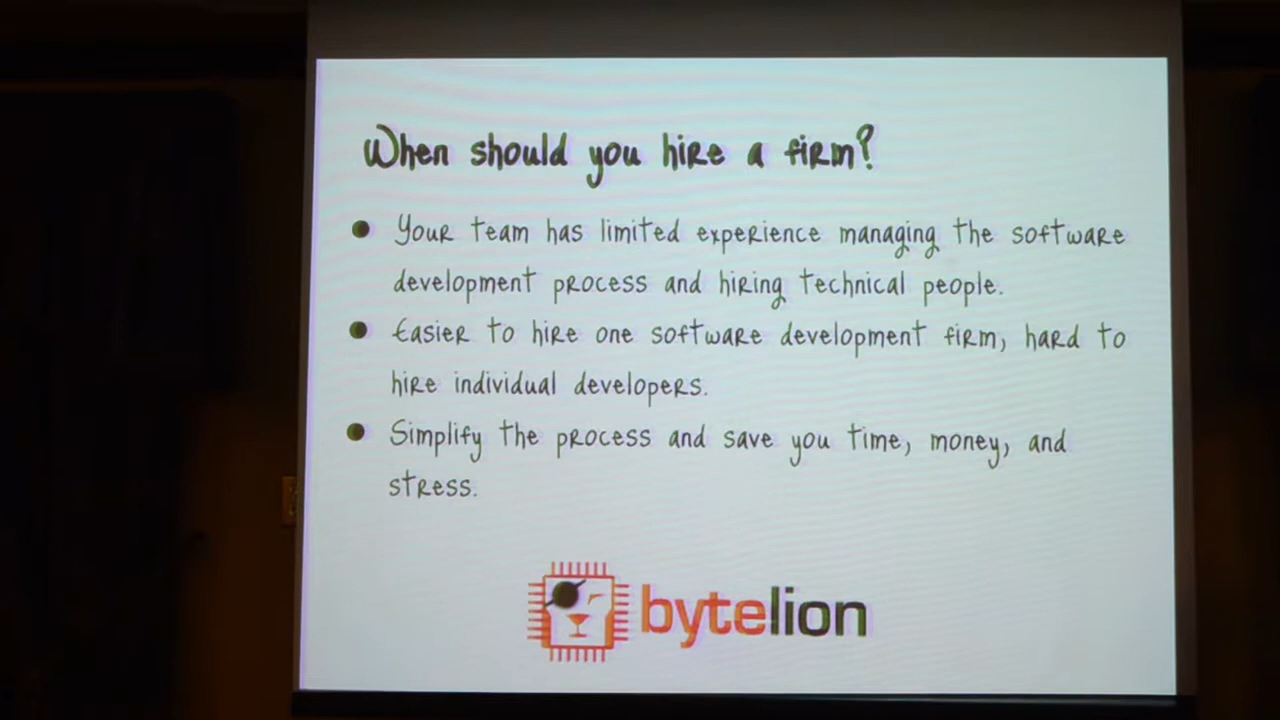 When should you hire a firm?
● Your team has limited experience managing the software
development process and hiring technical people.
● Easier to hire one software development firm, hard to
hire individual developers.
● Simplify the process and save you time, money, and
stress.
bytelion